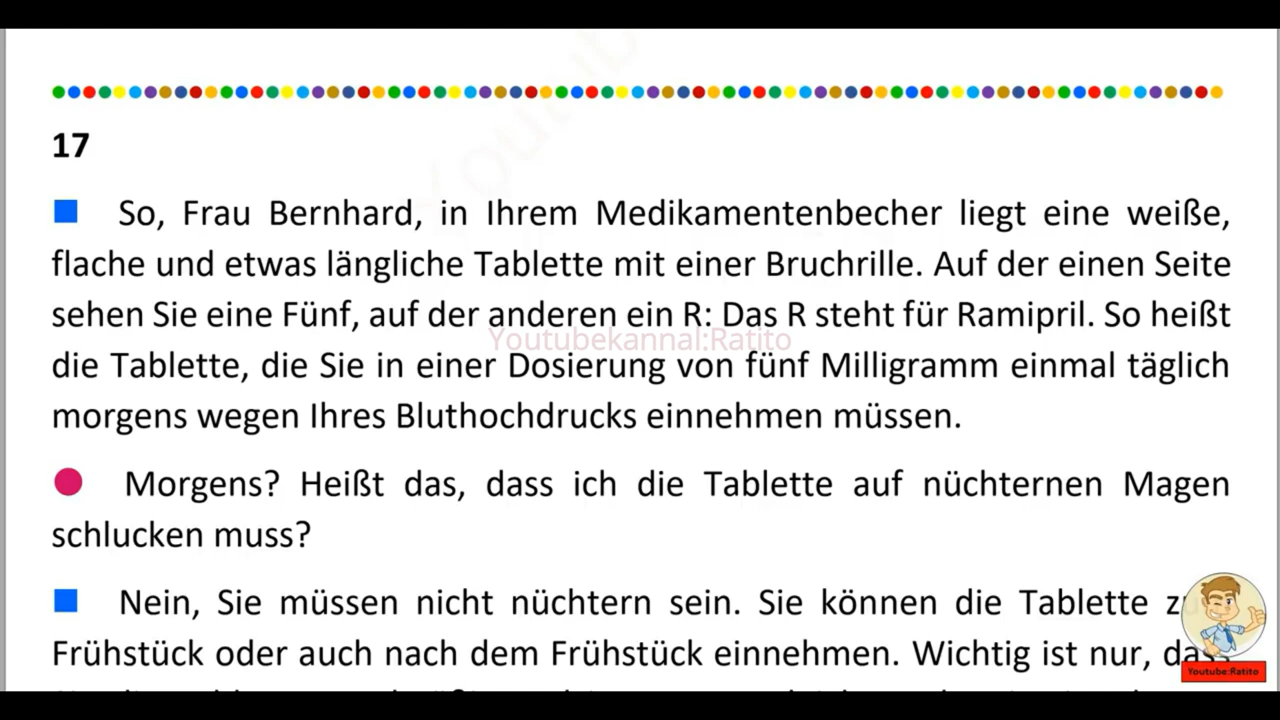 17
So, Frau Bernhard, in Ihrem Medikamentenbecher liegt eine weiße,
flache und etwas längliche Tablette mit einer Bruchrille. Auf der einen Seite
sehen Sie eine Fünf, auf der anderen ein R: Das R steht für Ramipril. So heißt
Youtubekannal:Ratito
die Tablette, die Sie in einer Dosierung von fünf Milligramm einmal täglich
morgens wegen Ihres Bluthochdrucks einnehmen müssen.
Morgens? Heißt das, dass ich die Tablette auf nüchternen Magen
schlucken muss?
Nein, Sie müssen nicht nüchtern sein. Sie können die Tablette
Frühstück oder auch nach dem Frühstück einnehmen. Wichtig ist nur, dass
Youtube:Ratito